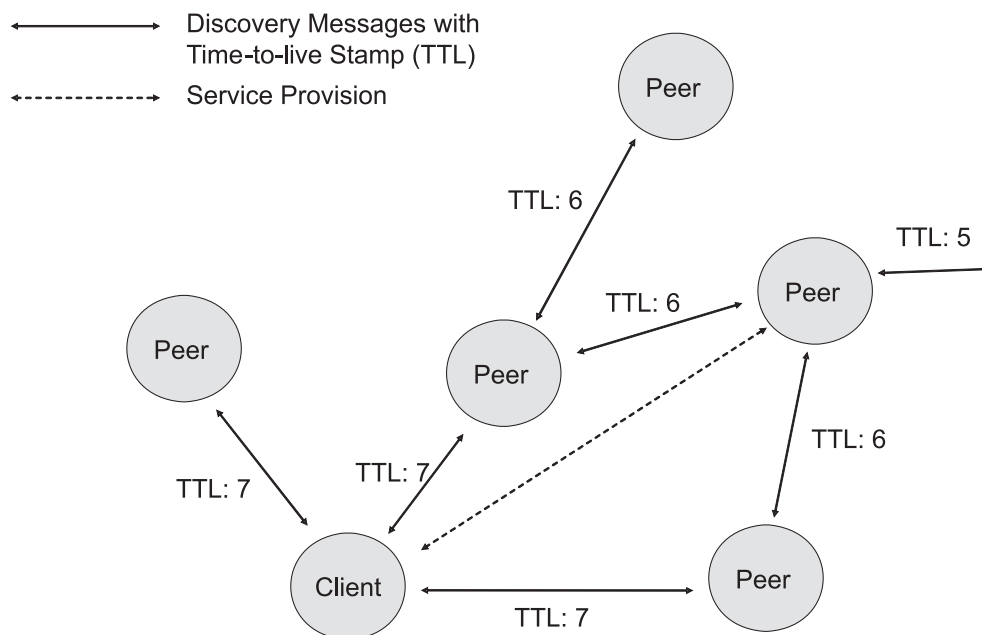 Discovery Messages with
Time-to-live Stamp (TTL)
Service Provision
Peer
TTL: 6
TTL: 5
Peer
TTL: 6
Peer
Peer
TTL: 6
TTL: 7
TTL: 7
Client
Peer
TTL: 7